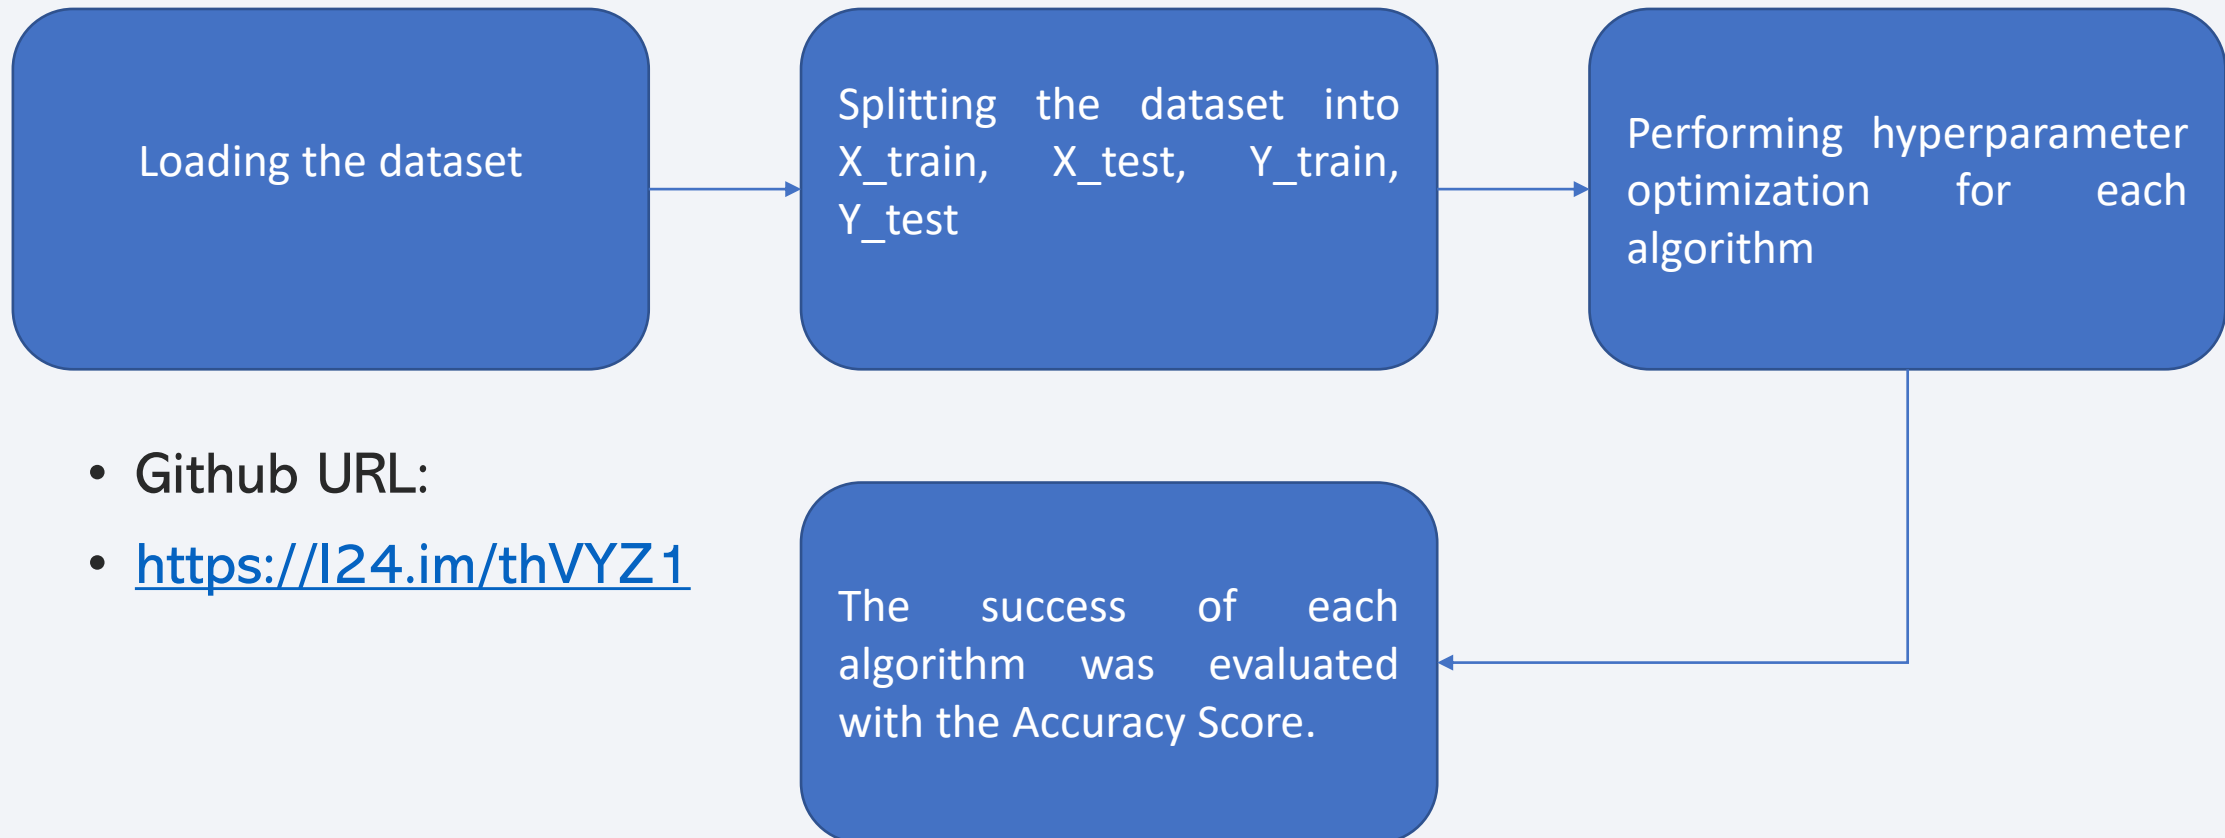 Loading the dataset
Splitting the dataset into
X_train, X_test, Y_train,
Y_test
Performing hyperparameter
optimization for each
algorithm
• Github URL:
• https://l24.im/thVYZ1
The success of each
algorithm was evaluated
with the Accuracy Score.